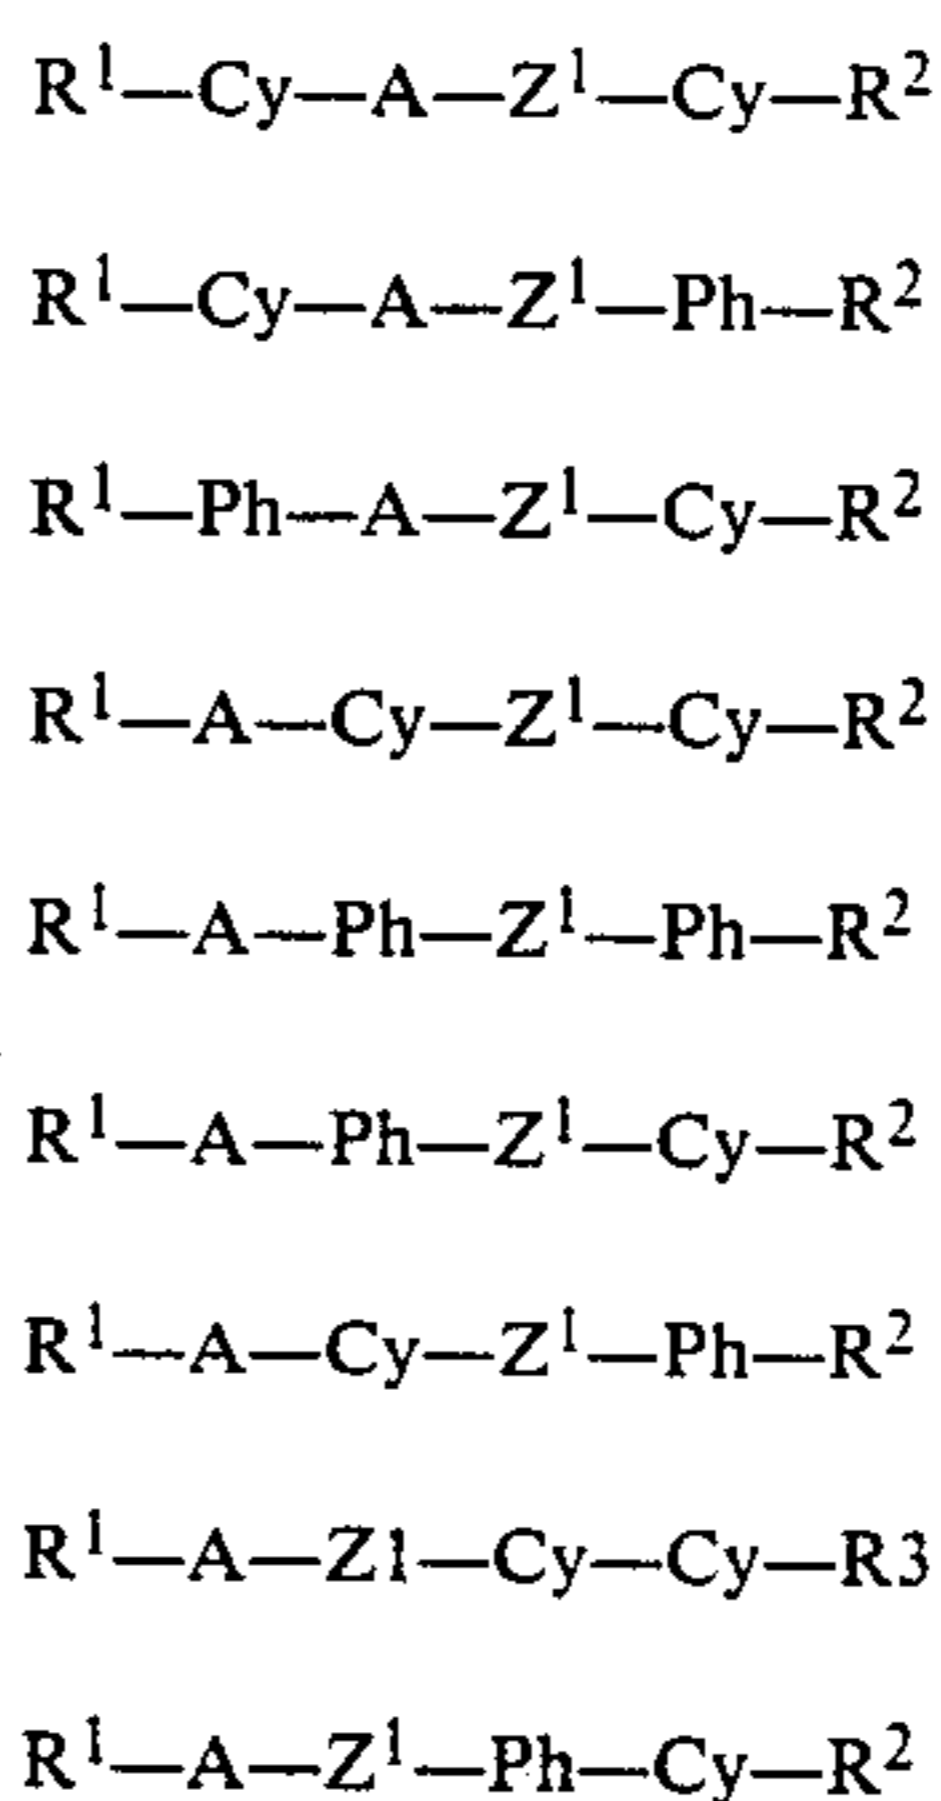 R¹—Cy—A—Z¹—Cy—R²
R¹—Cy—A—Z¹—Ph—R²
R¹—Ph—A—Z¹—Cy—R²
R¹—A—Cy—Z¹—Cy—R²
R¹—A—Ph—Z¹—Ph—R²
R¹—A—Ph—Z¹—Cy—R²
R¹—A—Cy—Z¹—Ph—R²
R¹—A—Z1—Cy—Cy—R3
R¹—A—Z¹—Ph—Cy—R²